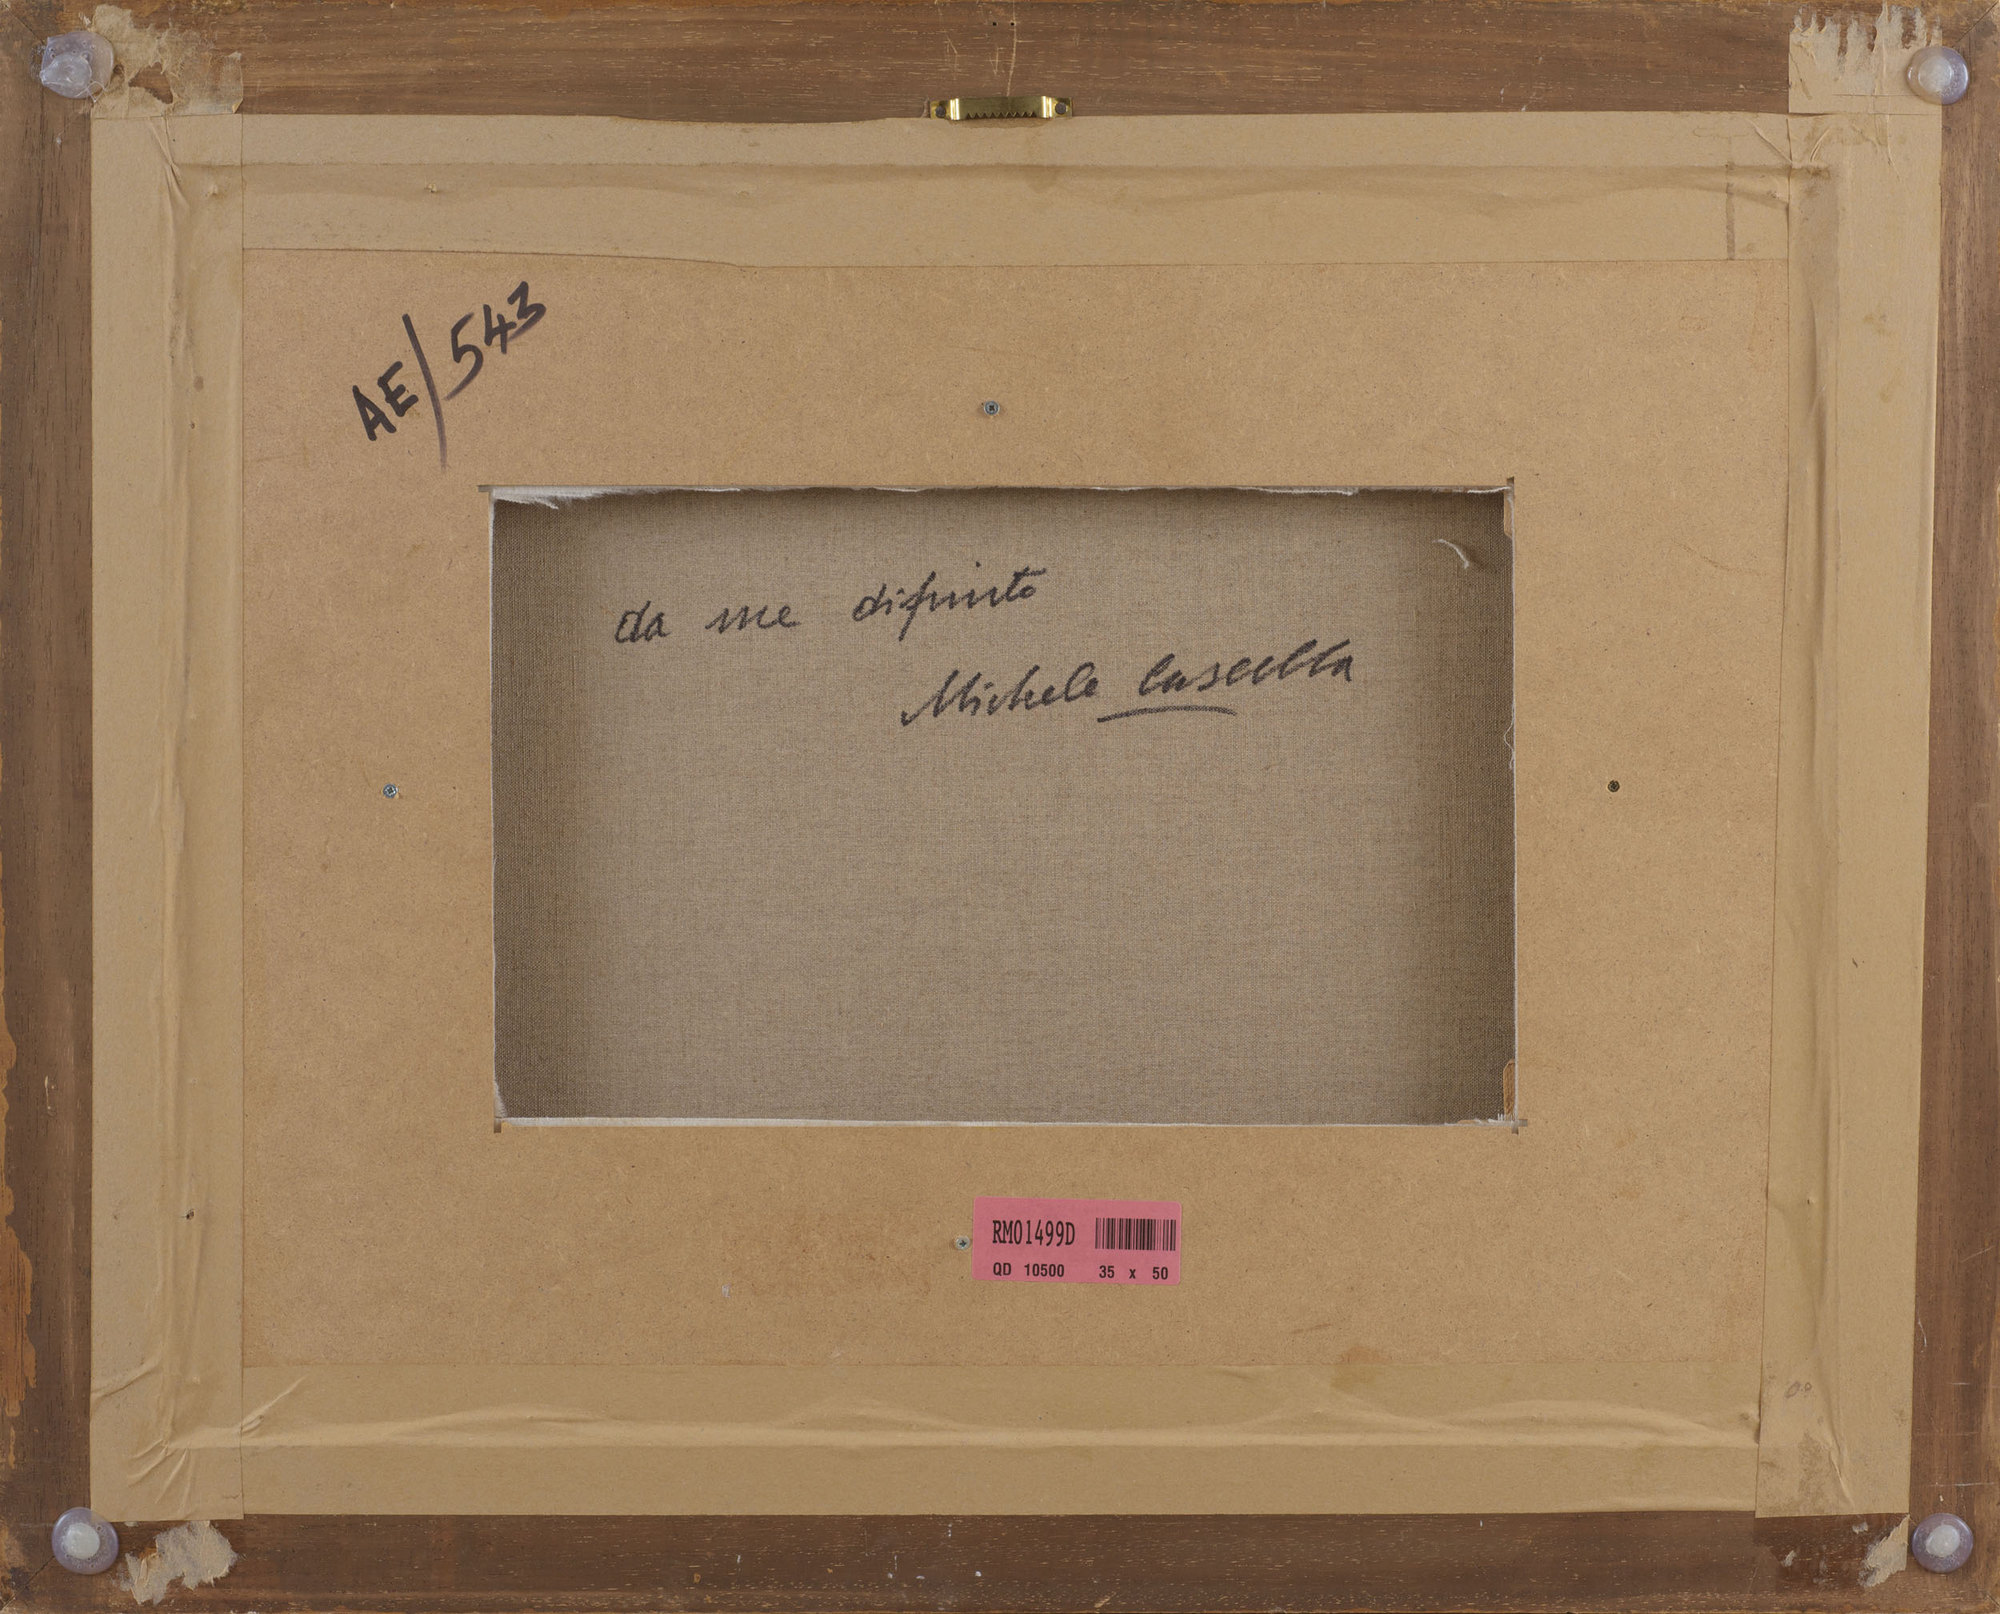 AE/543
da me dipinto
Michele Cascella
RM01499D
QD 10500 35 x 50